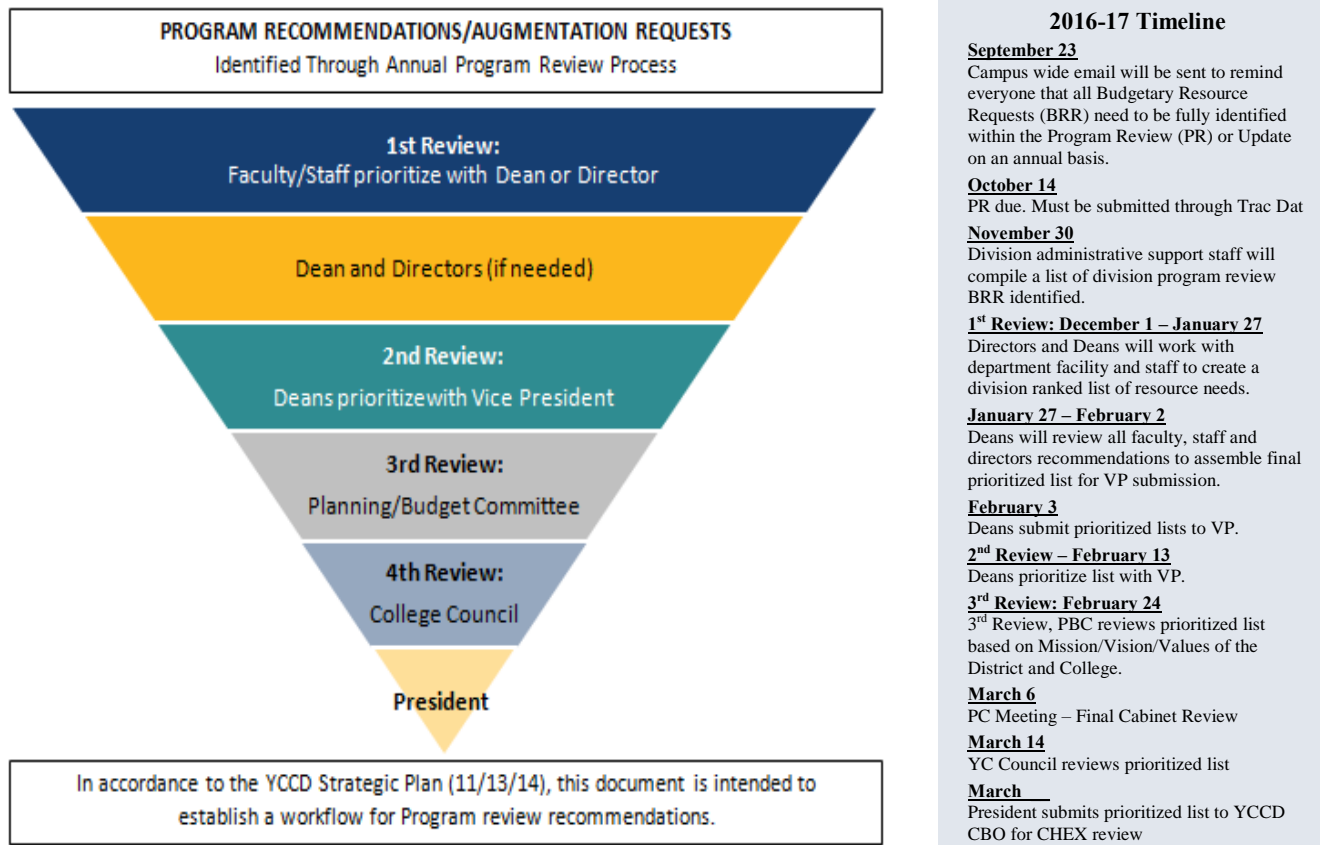 PROGRAM RECOMMENDATIONS/AUGMENTATION REQUESTS
Identified Through Annual Program Review Process
1st Review:
Faculty/Staff prioritize with Dean or Director
Dean and Directors (if needed)
2nd Review:
Deans prioritizewith Vice President
3rd Review:
Planning/Budget Committee
4th Review:
College Council
President
In accordance to the YCCD Strategic Plan (11/13/14), this document is intended to
establish a workflow for Program review recommendations.
2016-17 Timeline
September 23
Campus wide email will be sent to remind
everyone that all Budgetary Resource
Requests (BRR) need to be fully identified
within the Program Review (PR) or Update
on an annual basis.
October 14
PR due. Must be submitted through Trac Dat
November 30
Division administrative support staff will
compile a list of division program review
BRR identified.
1st Review: December 1 – January 27
Directors and Deans will work with
department facility and staff to create a
division ranked list of resource needs.
January 27 – February 2
Deans will review all faculty, staff and
directors recommendations to assemble final
prioritized list for VP submission.
February 3
Deans submit prioritized lists to VP.
2nd Review – February 13
Deans prioritize list with VP.
3rd Review: February 24
3rd Review, PBC reviews prioritized list
based on Mission/Vision/Values of the
District and College.
March 6
PC Meeting – Final Cabinet Review
March 14
YC Council reviews prioritized list
March ___
President submits prioritized list to YCCD
CBO for CHEX review